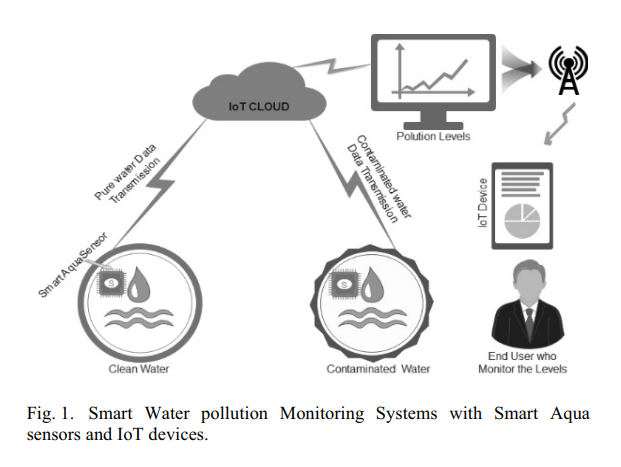 IoT CLOUD
Polution Levels
Pure water Data
Transmission
Contaminated water
Data Transmission
IoT Device
SmartAquaSensor
S
S
Clean Water
Contaminated Water
End User who
Monitor the Levels
Fig. 1. Smart Water pollution Monitoring Systems with Smart Aqua
sensors and IoT devices.